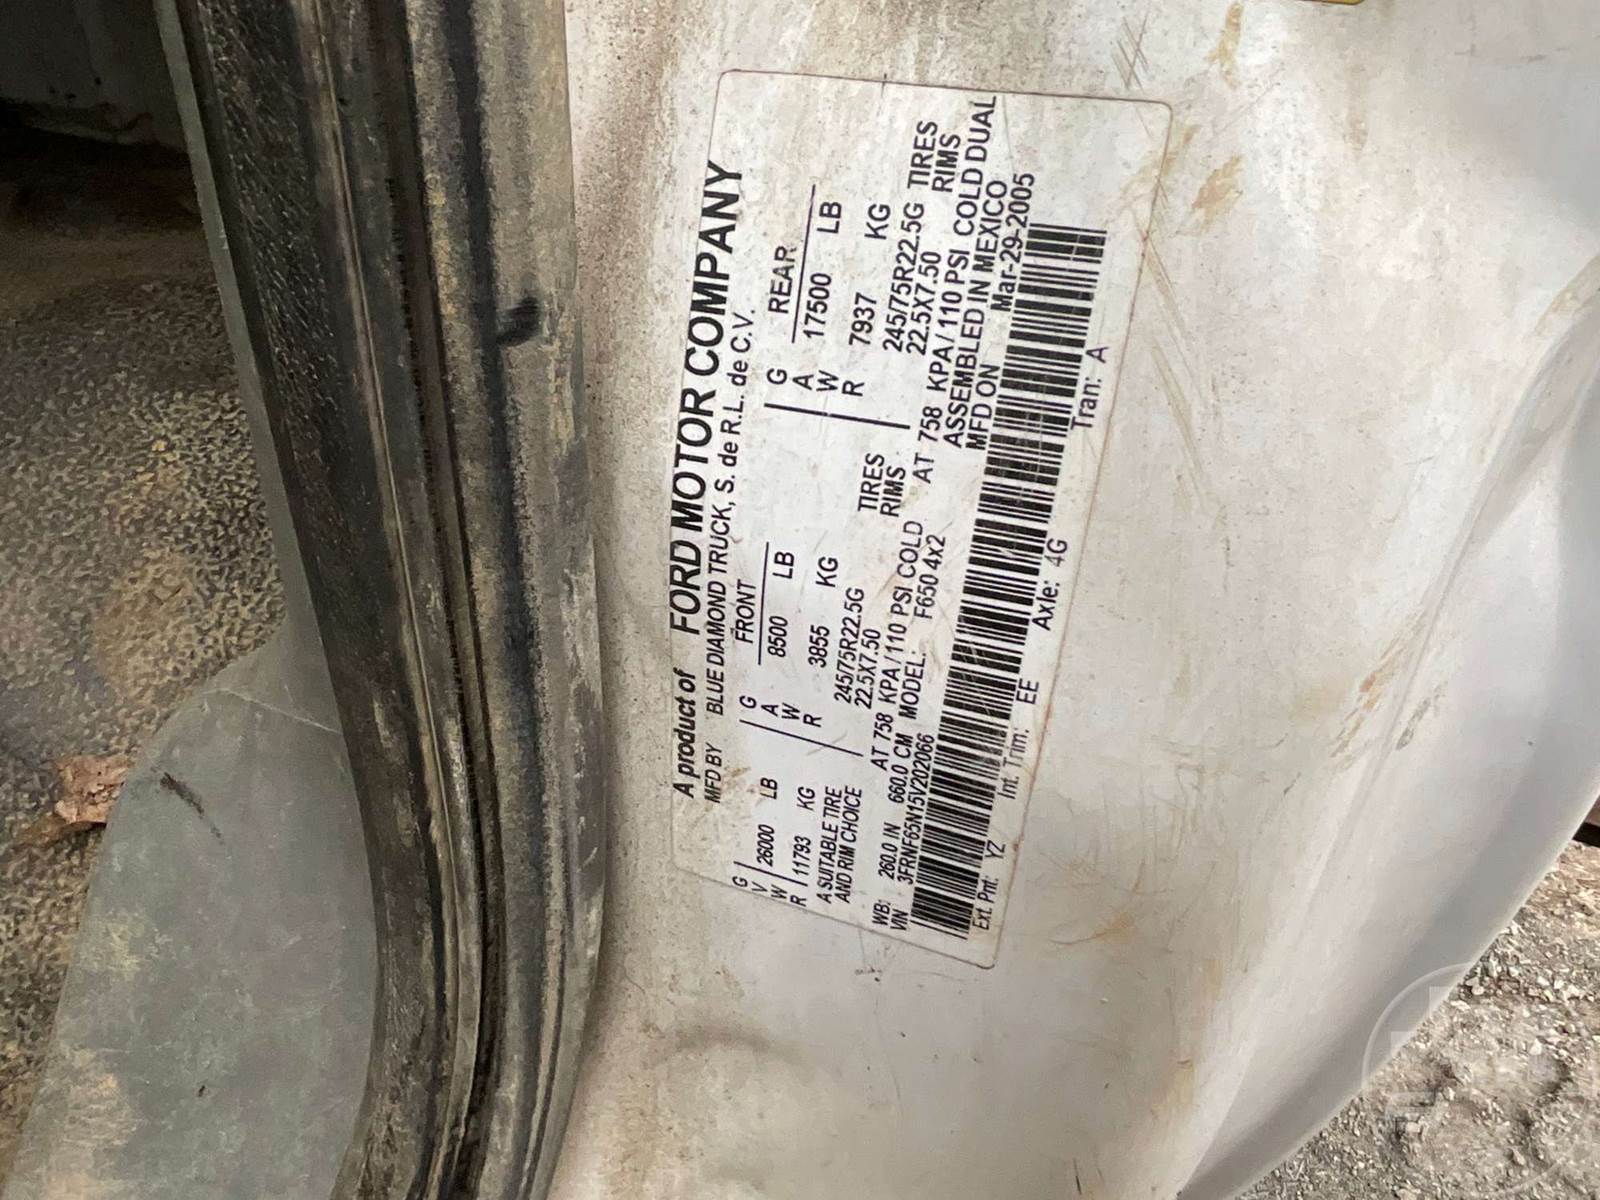 A product of FORD MOTOR COMPANY
MFD BY BLUE DIAMOND TRUCK, S. de R.L. de C.V.
GVWR 26000 LB 11793 KG
FRONT GAWR 8500 LB 3855 KG
REAR GAWR 17500 LB 7937 KG
A SUITABLE TIRE 245/75R22.5G TIRES 245/75R22.5G TIRES
AND RIM CHOICE 22.5X7.50 RIMS 22.5X7.50 RIMS
AT 758 KPA/110 PSI COLD AT 758 KPA/110 PSI COLD DUAL
WB: 260.0 IN 660.0 CM MODEL: F650 4x2 ASSEMBLED IN MEXICO
VIN 3FRNF65N15V202066 MFD ON Mar-29-2005
Ext. Pnt: YZ Int. Trim: EE Axle: 4G Tran: A